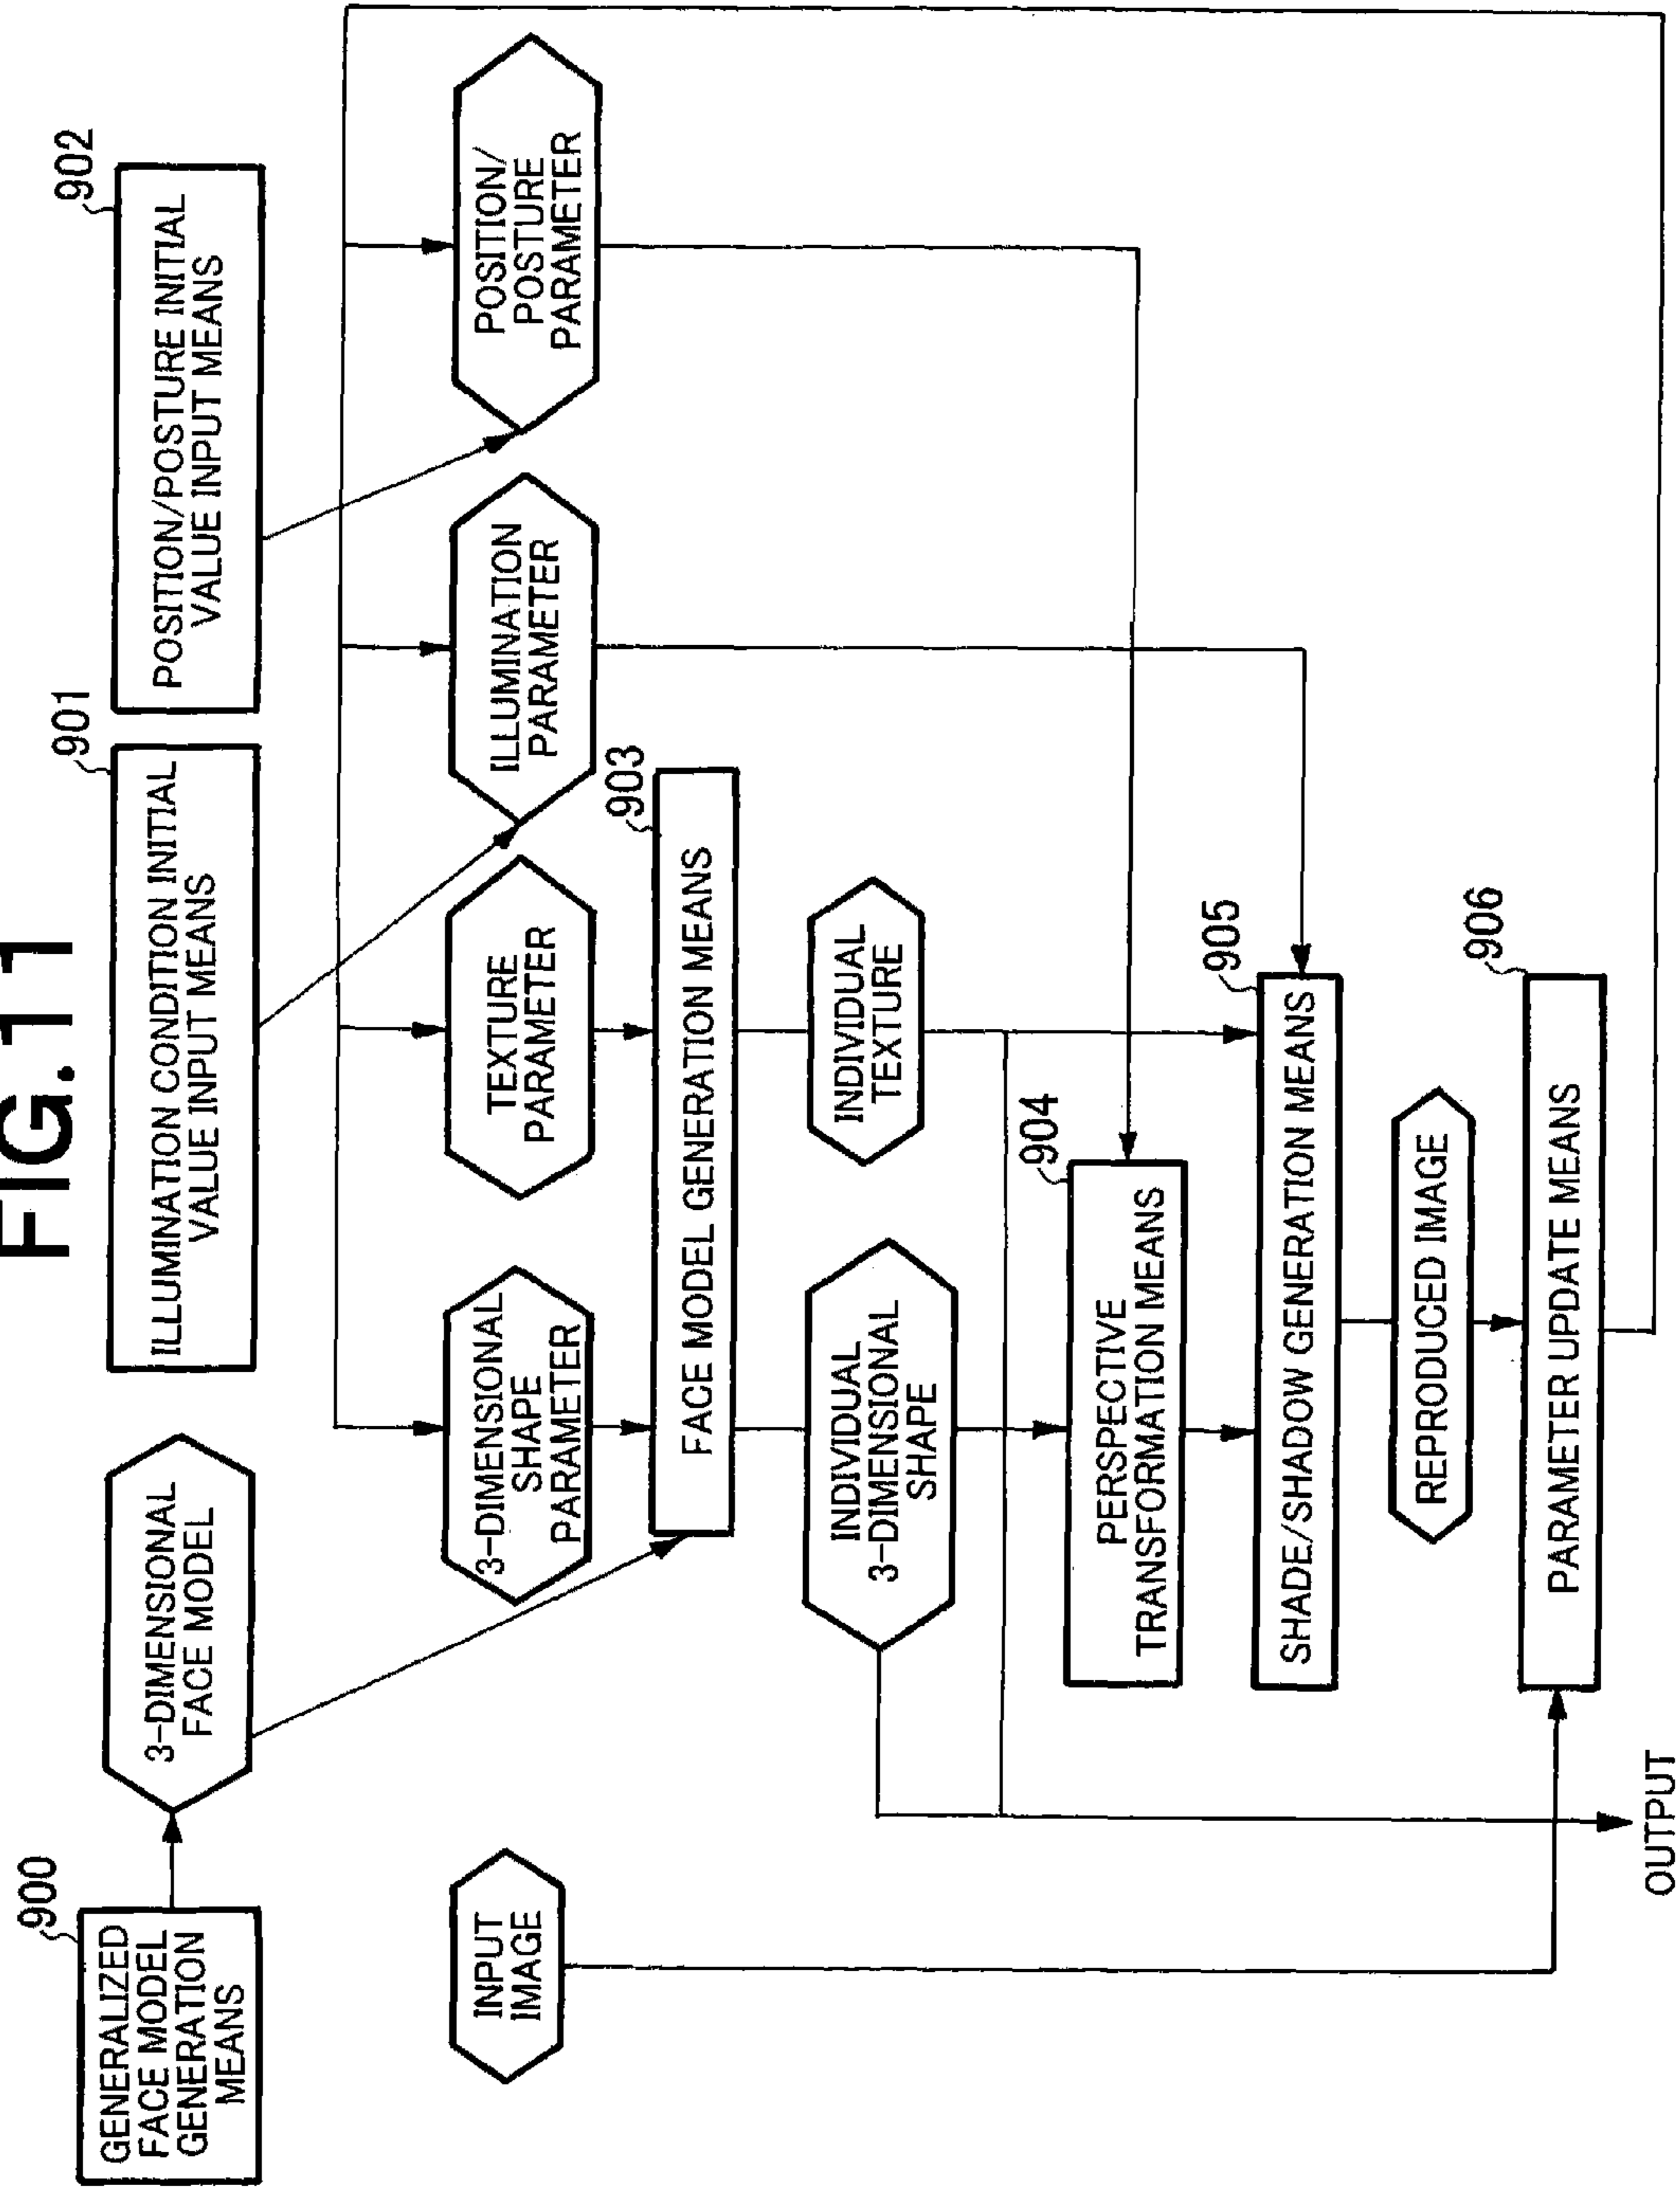 FIG.11
900
GENERALIZED
FACE MODEL
GENERATION
MEANS
3-DIMENSIONAL
FACE MODEL
901
ILLUMINATION CONDITION INITIAL
VALUE INPUT MEANS
902
POSITION/POSTURE INITIAL
VALUE INPUT MEANS
INPUT
IMAGE
3-DIMENSIONAL
SHAPE
PARAMETER
TEXTURE
PARAMETER
ILLUMINATION
PARAMETER
POSITION/
POSTURE
PARAMETER
903
FACE MODEL GENERATION MEANS
INDIVIDUAL
3-DIMENSIONAL
SHAPE
INDIVIDUAL
TEXTURE
904
PERSPECTIVE
TRANSFORMATION MEANS
905
SHADE/SHADOW GENERATION MEANS
REPRODUCED IMAGE
906
PARAMETER UPDATE MEANS
OUTPUT